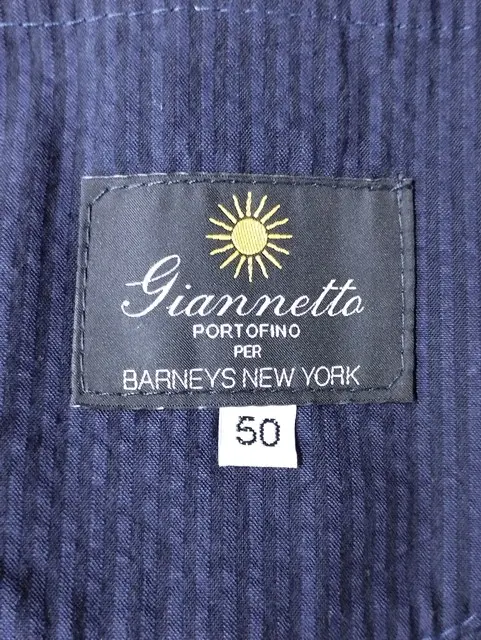 Giannetto
PORTOFINO
PER
BARNEYS NEW YORK
50